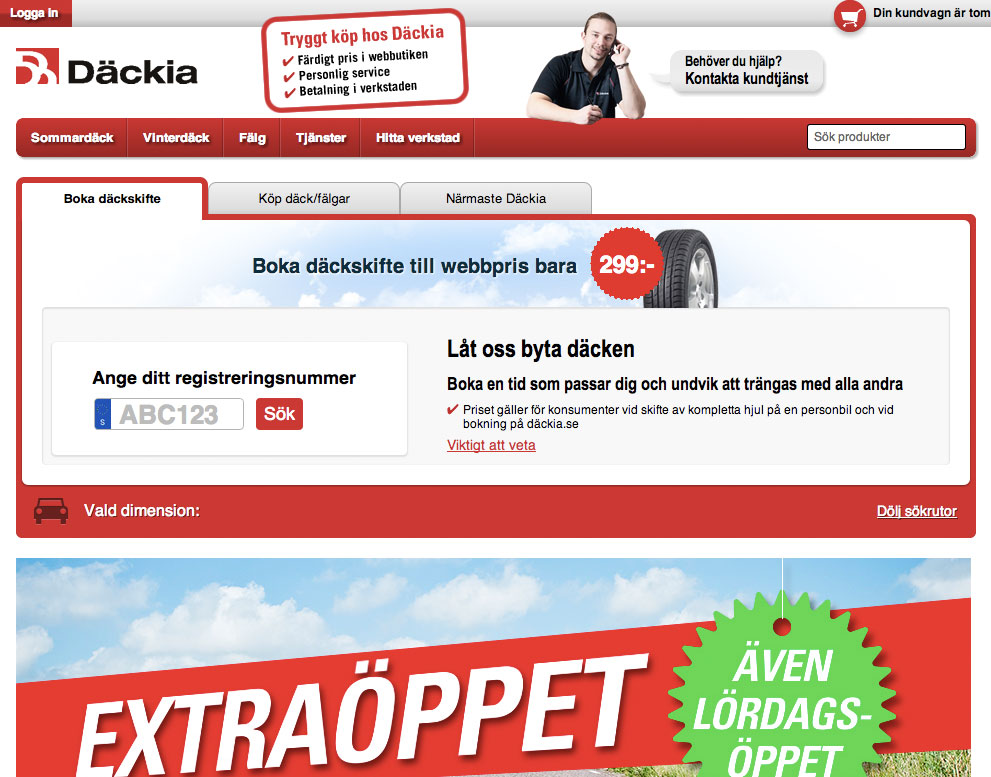 Logga in
Din kundvagn är tom
Däckia
Tryggt köp hos Däckia
Färdigt pris i webbutiken
Personlig service
Betalning i verkstaden
Behöver du hjälp?
Kontakta kundtjänst
Sommardäck
Vinterdäck
Fälg
Tjänster
Hitta verkstad
Sök produkter
Boka däckskifte
Köp däck/fälgar
Närmaste Däckia
Boka däckskifte till webbpris bara
299:-
Ange ditt registreringsnummer
S
ABC123
Sök
Låt oss byta däcken
Boka en tid som passar dig och undvik att trängas med alla andra
Priset gäller för konsumenter vid skifte av kompletta hjul på en personbil och vid
bokning på däckia.se
Viktigt att veta
Vald dimension:
Dölj sökrutor
EXTRAÖPPET
ÄVEN
LÖRDAGS-
ÖPPET